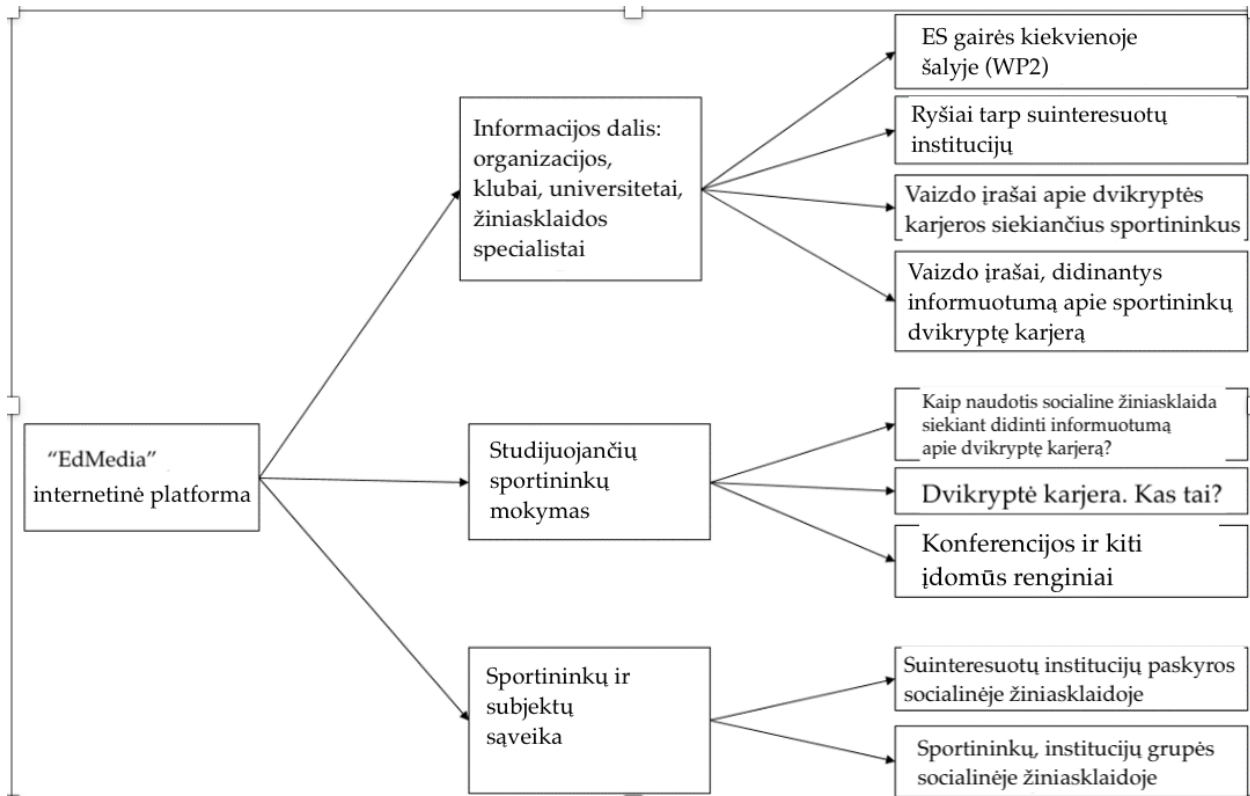 ES gairės kiekvienoje
šalyje (WP2)
Informacijos dalis:
organizacijos,
klubai, universitetai,
žiniasklaidos
specialistai
Ryšiai tarp suinteresuotų
institucijų
Vaizdo įrašai apie dvikryptės
karjeros siekiančius sportininkus
Vaizdo įrašai, didinantys
informuotumą apie sportininkų
dvikryptę karjerą
“EdMedia”
internetinė platforma
Studijuojančių
sportininkų
mokymas
Kaip naudotis socialine žiniasklaida
siekiant didinti informuotumą
apie dvikryptę karjerą?
Dvikryptė karjera. Kas tai?
Konferencijos ir kiti
įdomūs renginiai
Sportininkų ir
subjektų
sąveika
Suinteresuotų institucijų paskyros
socialinėje žiniasklaidoje
Sportininkų, institucijų grupės
socialinėje žiniasklaidoje